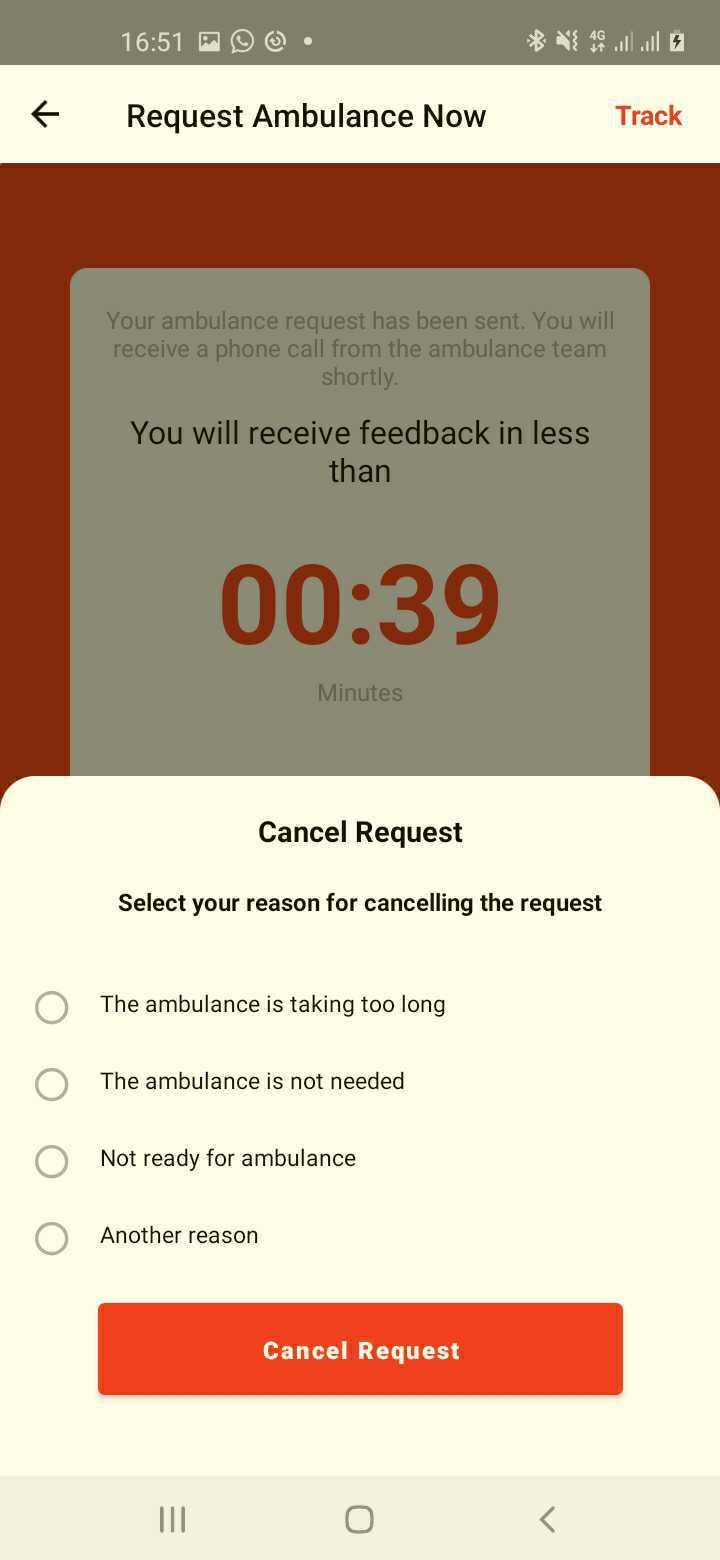 16:51
4G
Request Ambulance Now
Track
Your ambulance request has been sent. You will
receive a phone call from the ambulance team
shortly.
You will receive feedback in less
than
00:39
Minutes
Cancel Request
Select your reason for cancelling the request
The ambulance is taking too long
The ambulance is not needed
Not ready for ambulance
Another reason
Cancel Request